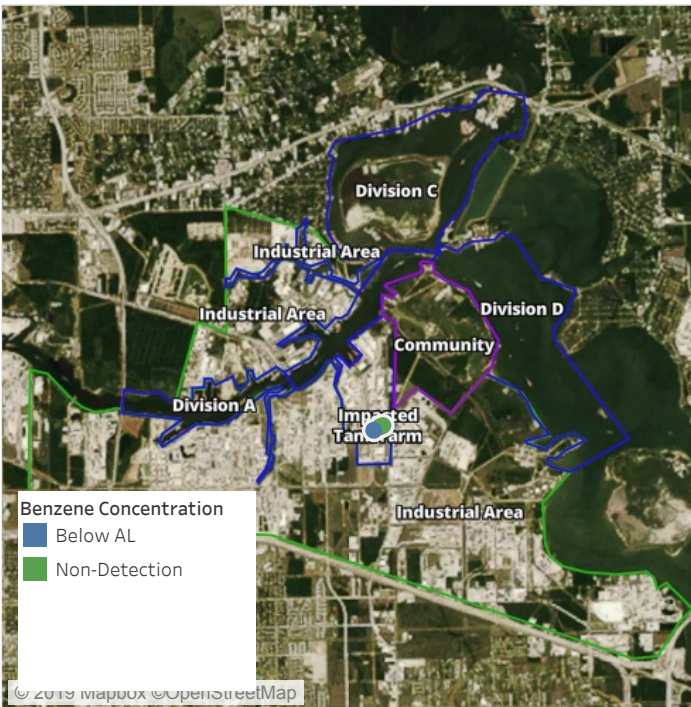 Division C
Industrial Area
Industrial Area
Division D
Community
Division A
Impacted
Tank Farm
Industrial Area
Benzene Concentration
Below AL
Non-Detection
© 2019 Mapbox ©OpenStreetMap